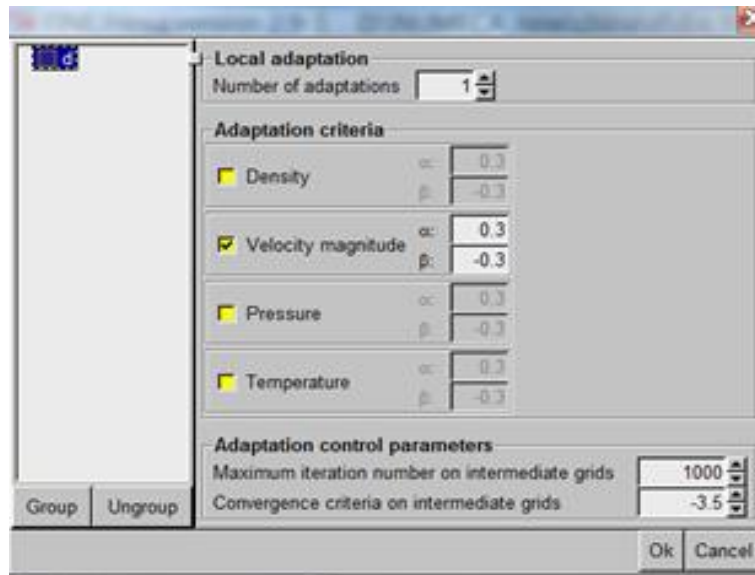 d
Local adaptation
Number of adaptations 1
Adaptation criteria
Density α: 0.3
β: -0.3
Velocity magnitude α: 0.3
β: -0.3
Pressure α: 0.3
β: -0.3
Temperature α: 0.3
β: -0.3
Adaptation control parameters
Maximum iteration number on intermediate grids 1000
Convergence criteria on intermediate grids -3.5
Group Ungroup
Ok Cancel